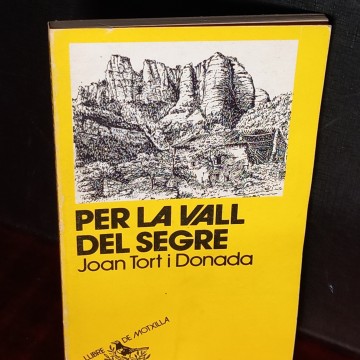 PER LA VALL
DEL SEGRE
Joan Tort i Donada
LLIBRE DE MOTXILLA